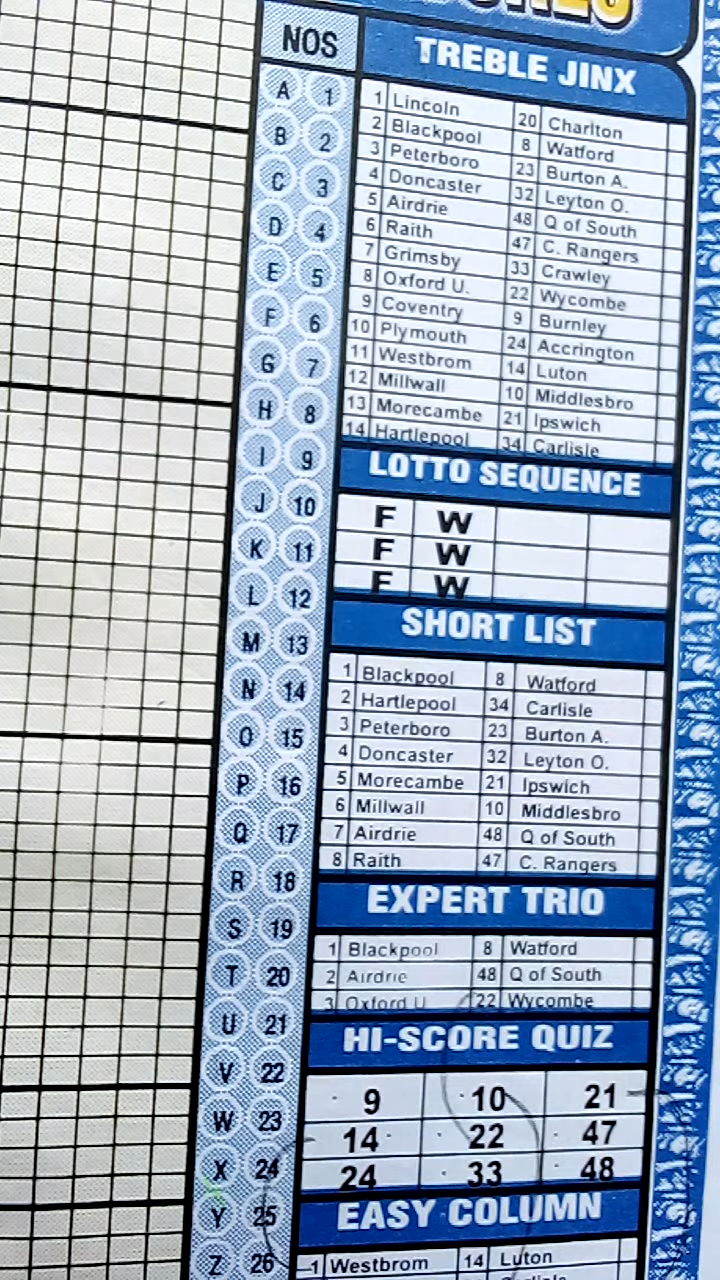 NOS
TREBLE JINX
A 1
B 2
C 3
D 4
E 5
F 6
G 7
H 8
I 9
J 10
K 11
L 12
M 13
N 14
O 15
P 16
Q 17
R 18
S 19
T 20
U 21
V 22
W 23
X 24
Y 25
Z 26
1 Lincoln 20 Charlton
2 Blackpool 8 Watford
3 Peterboro 23 Burton A.
4 Doncaster 32 Leyton O.
5 Airdrie 48 Q of South
6 Raith 47 C. Rangers
7 Grimsby 33 Crawley
8 Oxford U. 22 Wycombe
9 Coventry 9 Burnley
10 Plymouth 24 Accrington
11 Westbrom 14 Luton
12 Millwall 10 Middlesbro
13 Morecambe 21 Ipswich
14 Hartlepool 34 Carlisle
LOTTO SEQUENCE
F W
F W
F W
SHORT LIST
1 Blackpool 8 Watford
2 Hartlepool 34 Carlisle
3 Peterboro 23 Burton A.
4 Doncaster 32 Leyton O.
5 Morecambe 21 Ipswich
6 Millwall 10 Middlesbro
7 Airdrie 48 Q of South
8 Raith 47 C. Rangers
EXPERT TRIO
1 Blackpool 8 Watford
2 Airdrie 48 Q of South
3 Oxford U 22 Wycombe
HI-SCORE QUIZ
9 10 21
14 22 47
24 33 48
EASY COLUMN
1 Westbrom 14 Luton